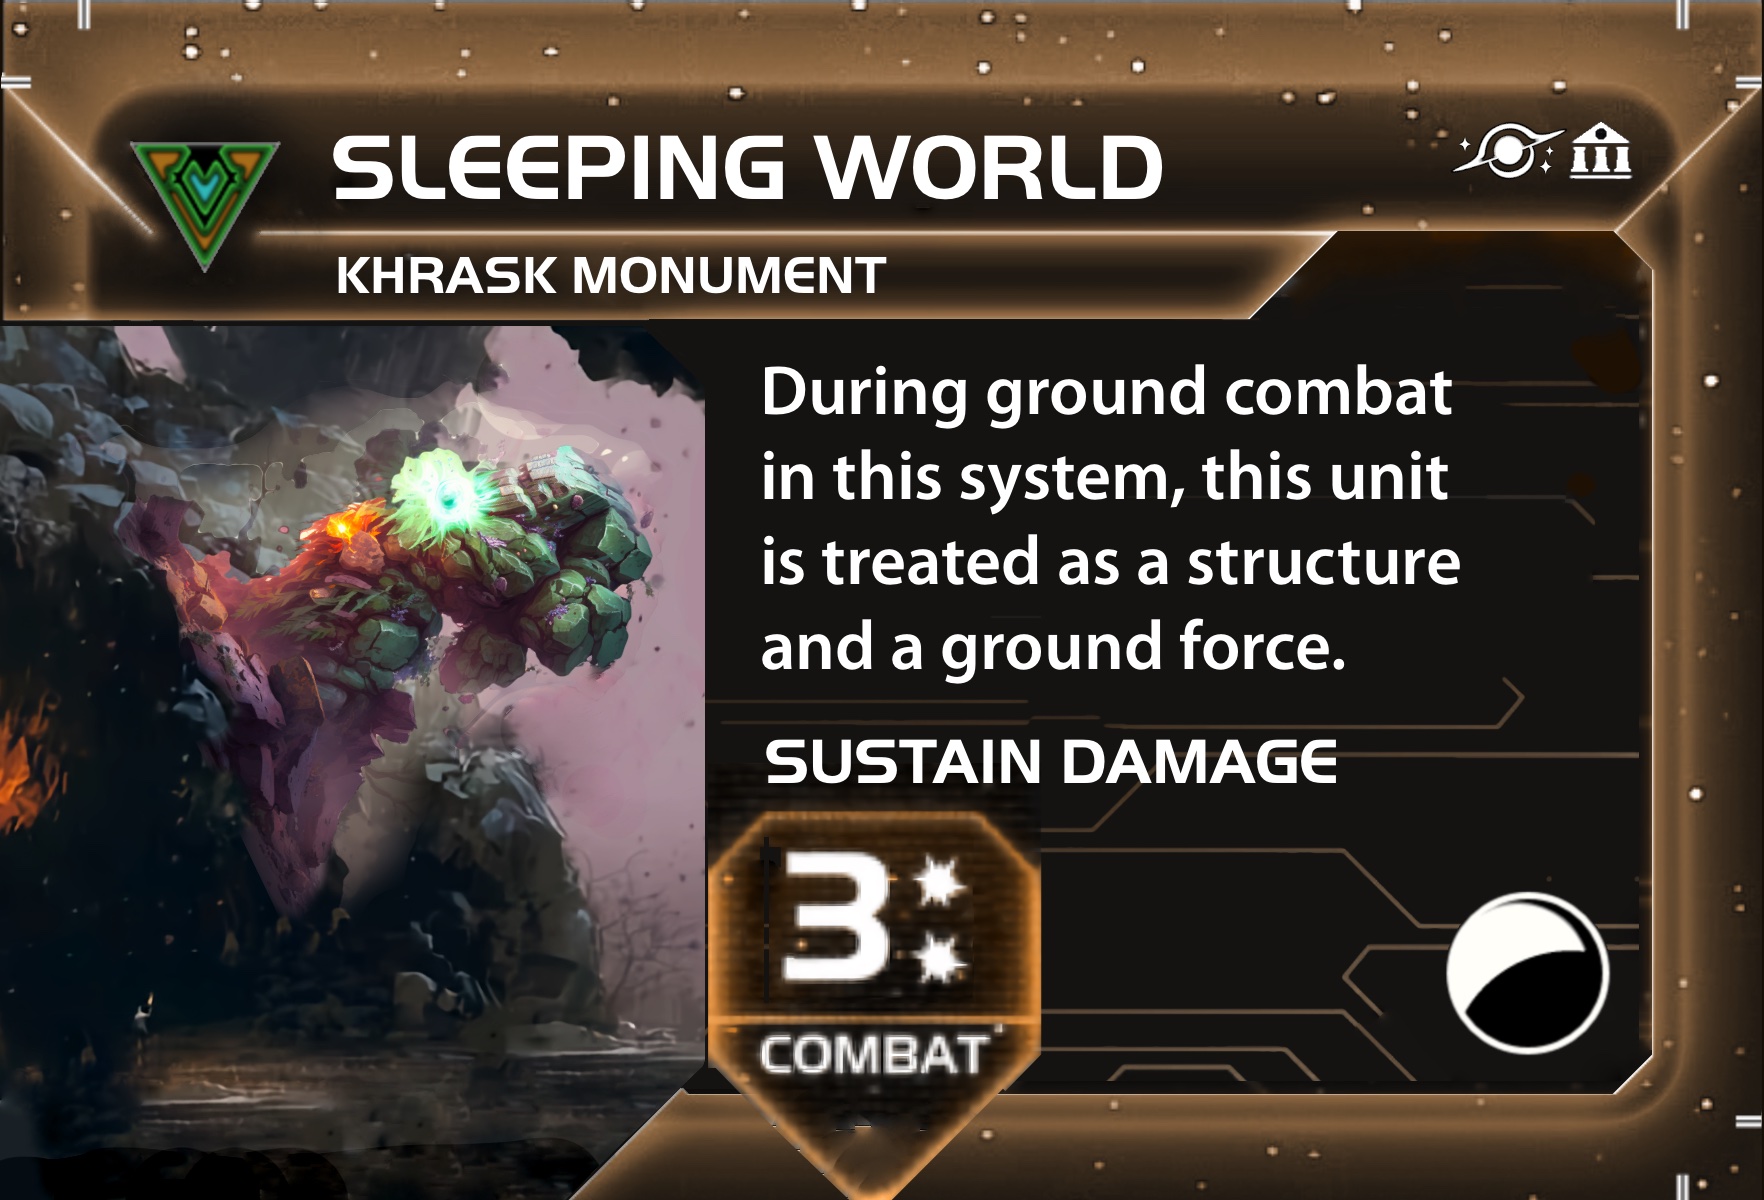 SLEEPING WORLD
KHRASK MONUMENT
During ground combat
in this system, this unit
is treated as a structure
and a ground force.
SUSTAIN DAMAGE
3
COMBAT